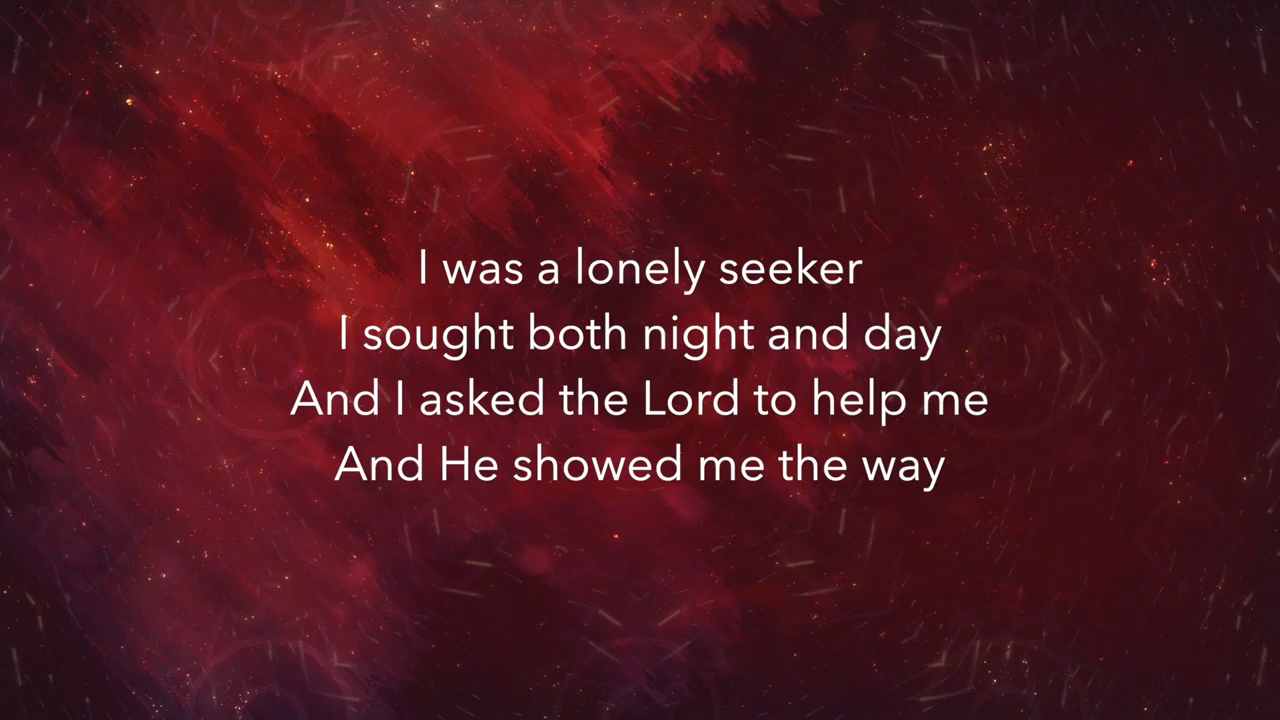 I was a lonely seeker
I sought both night and day
And I asked the Lord to help me
And He showed me the way